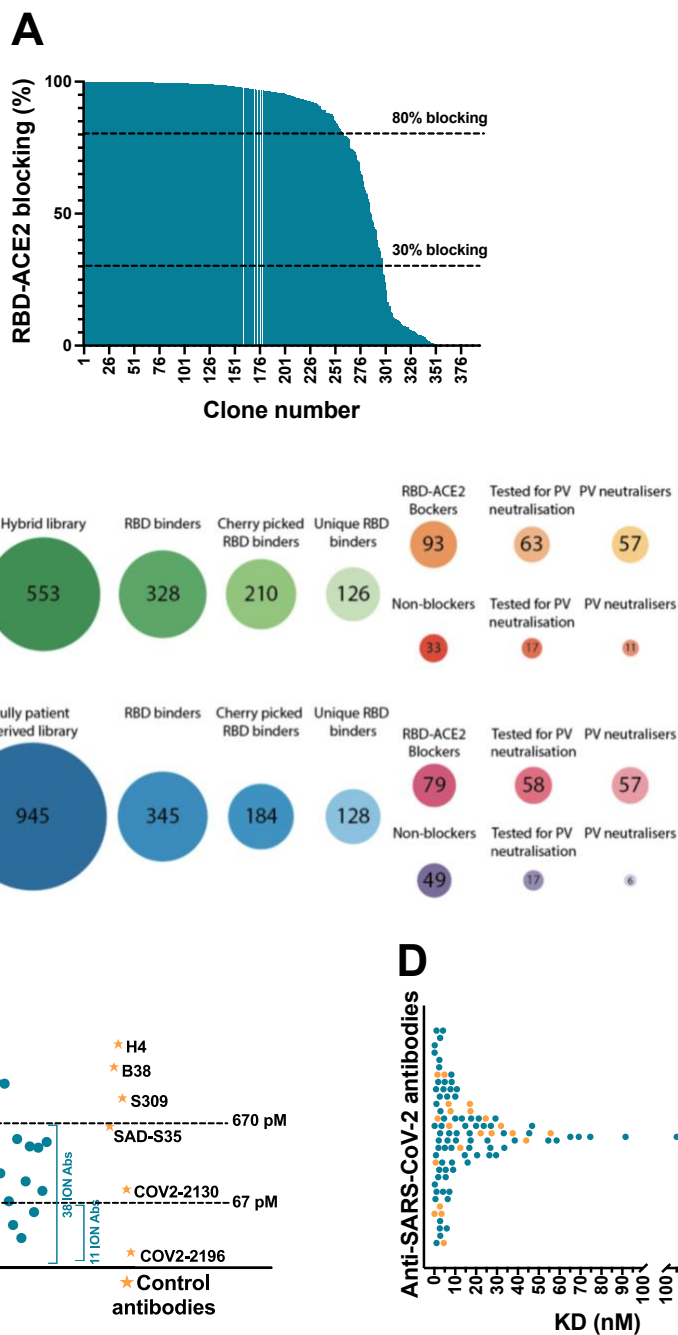 A
RBD-ACE2 blocking (%)
100
50
0
80% blocking
30% blocking
1 26 51 76 101 126 151 176 201 226 251 276 301 326 351 376
Clone number
Hybrid library
RBD binders
Cherry picked
RBD binders
Unique RBD
binders
RBD-ACE2
Bockers
Tested for PV
neutralisation
PV neutralisers
553
328
210
126
93
63
57
Non-blockers
Tested for PV
neutralisation
PV neutralisers
33
17
11
ully patient
erived library
RBD binders
Cherry picked
RBD binders
Unique RBD
binders
RBD-ACE2
Blockers
Tested for PV
neutralisation
PV neutralisers
945
345
184
128
79
58
57
Non-blockers
Tested for PV
neutralisation
PV neutralisers
49
17
6
H4
B38
S309
670 pM
SAD-S35
COV2-2130
67 pM
38 ION Abs
11 ION Abs
COV2-2196
Control
antibodies
D
Anti-SARS-CoV-2 antibodies
0 10 20 30 40 50 60 70 80 90 100 100
KD (nM)